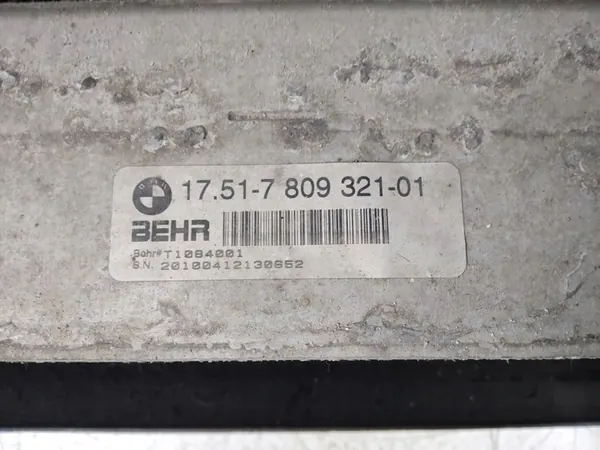 17.51-7 809 321-01
BEHR
Behr# T1084001
S.N. 20100412130652